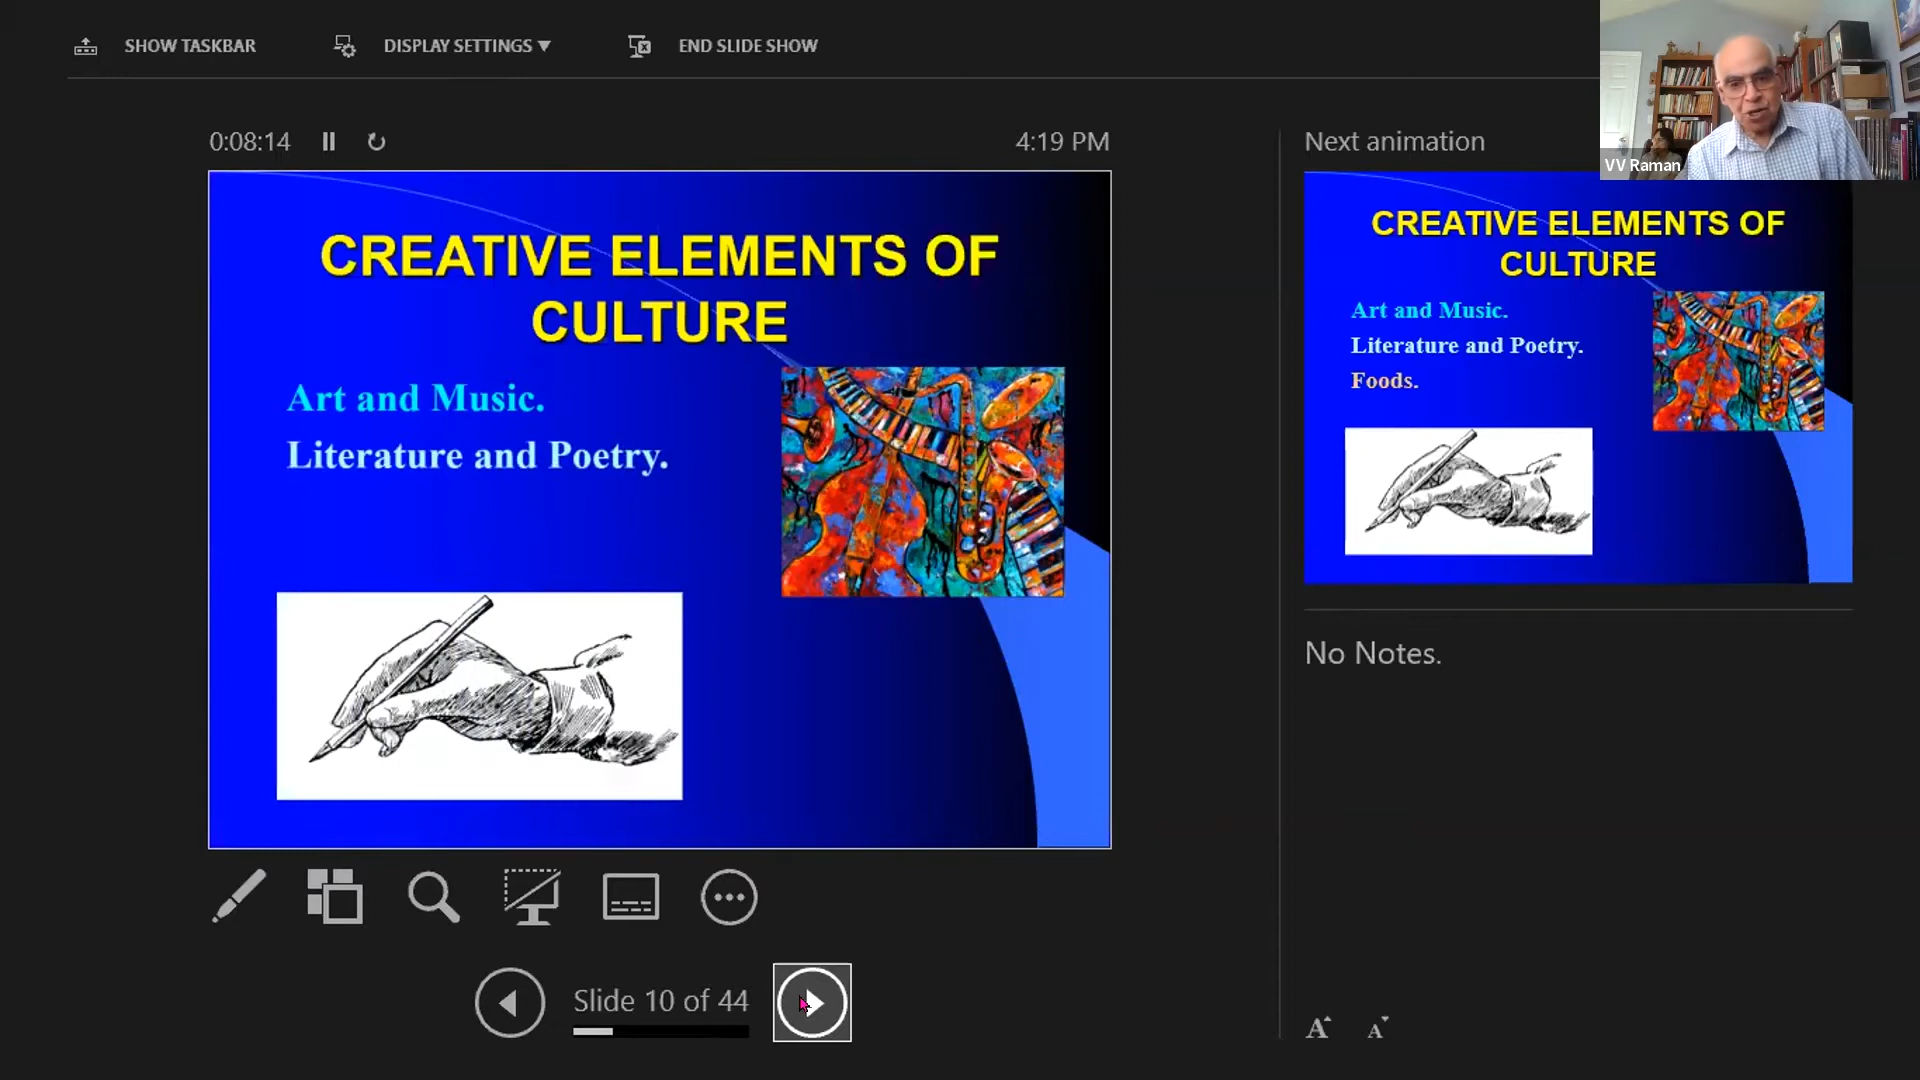 SHOW TASKBAR
DISPLAY SETTINGS ▼
END SLIDE SHOW
VV Raman
0:08:14
4:19 PM
Next animation
CREATIVE ELEMENTS OF
CULTURE
Art and Music.
Literature and Poetry.
CREATIVE ELEMENTS OF
CULTURE
Art and Music.
Literature and Poetry.
Foods.
No Notes.
Slide 10 of 44
A A